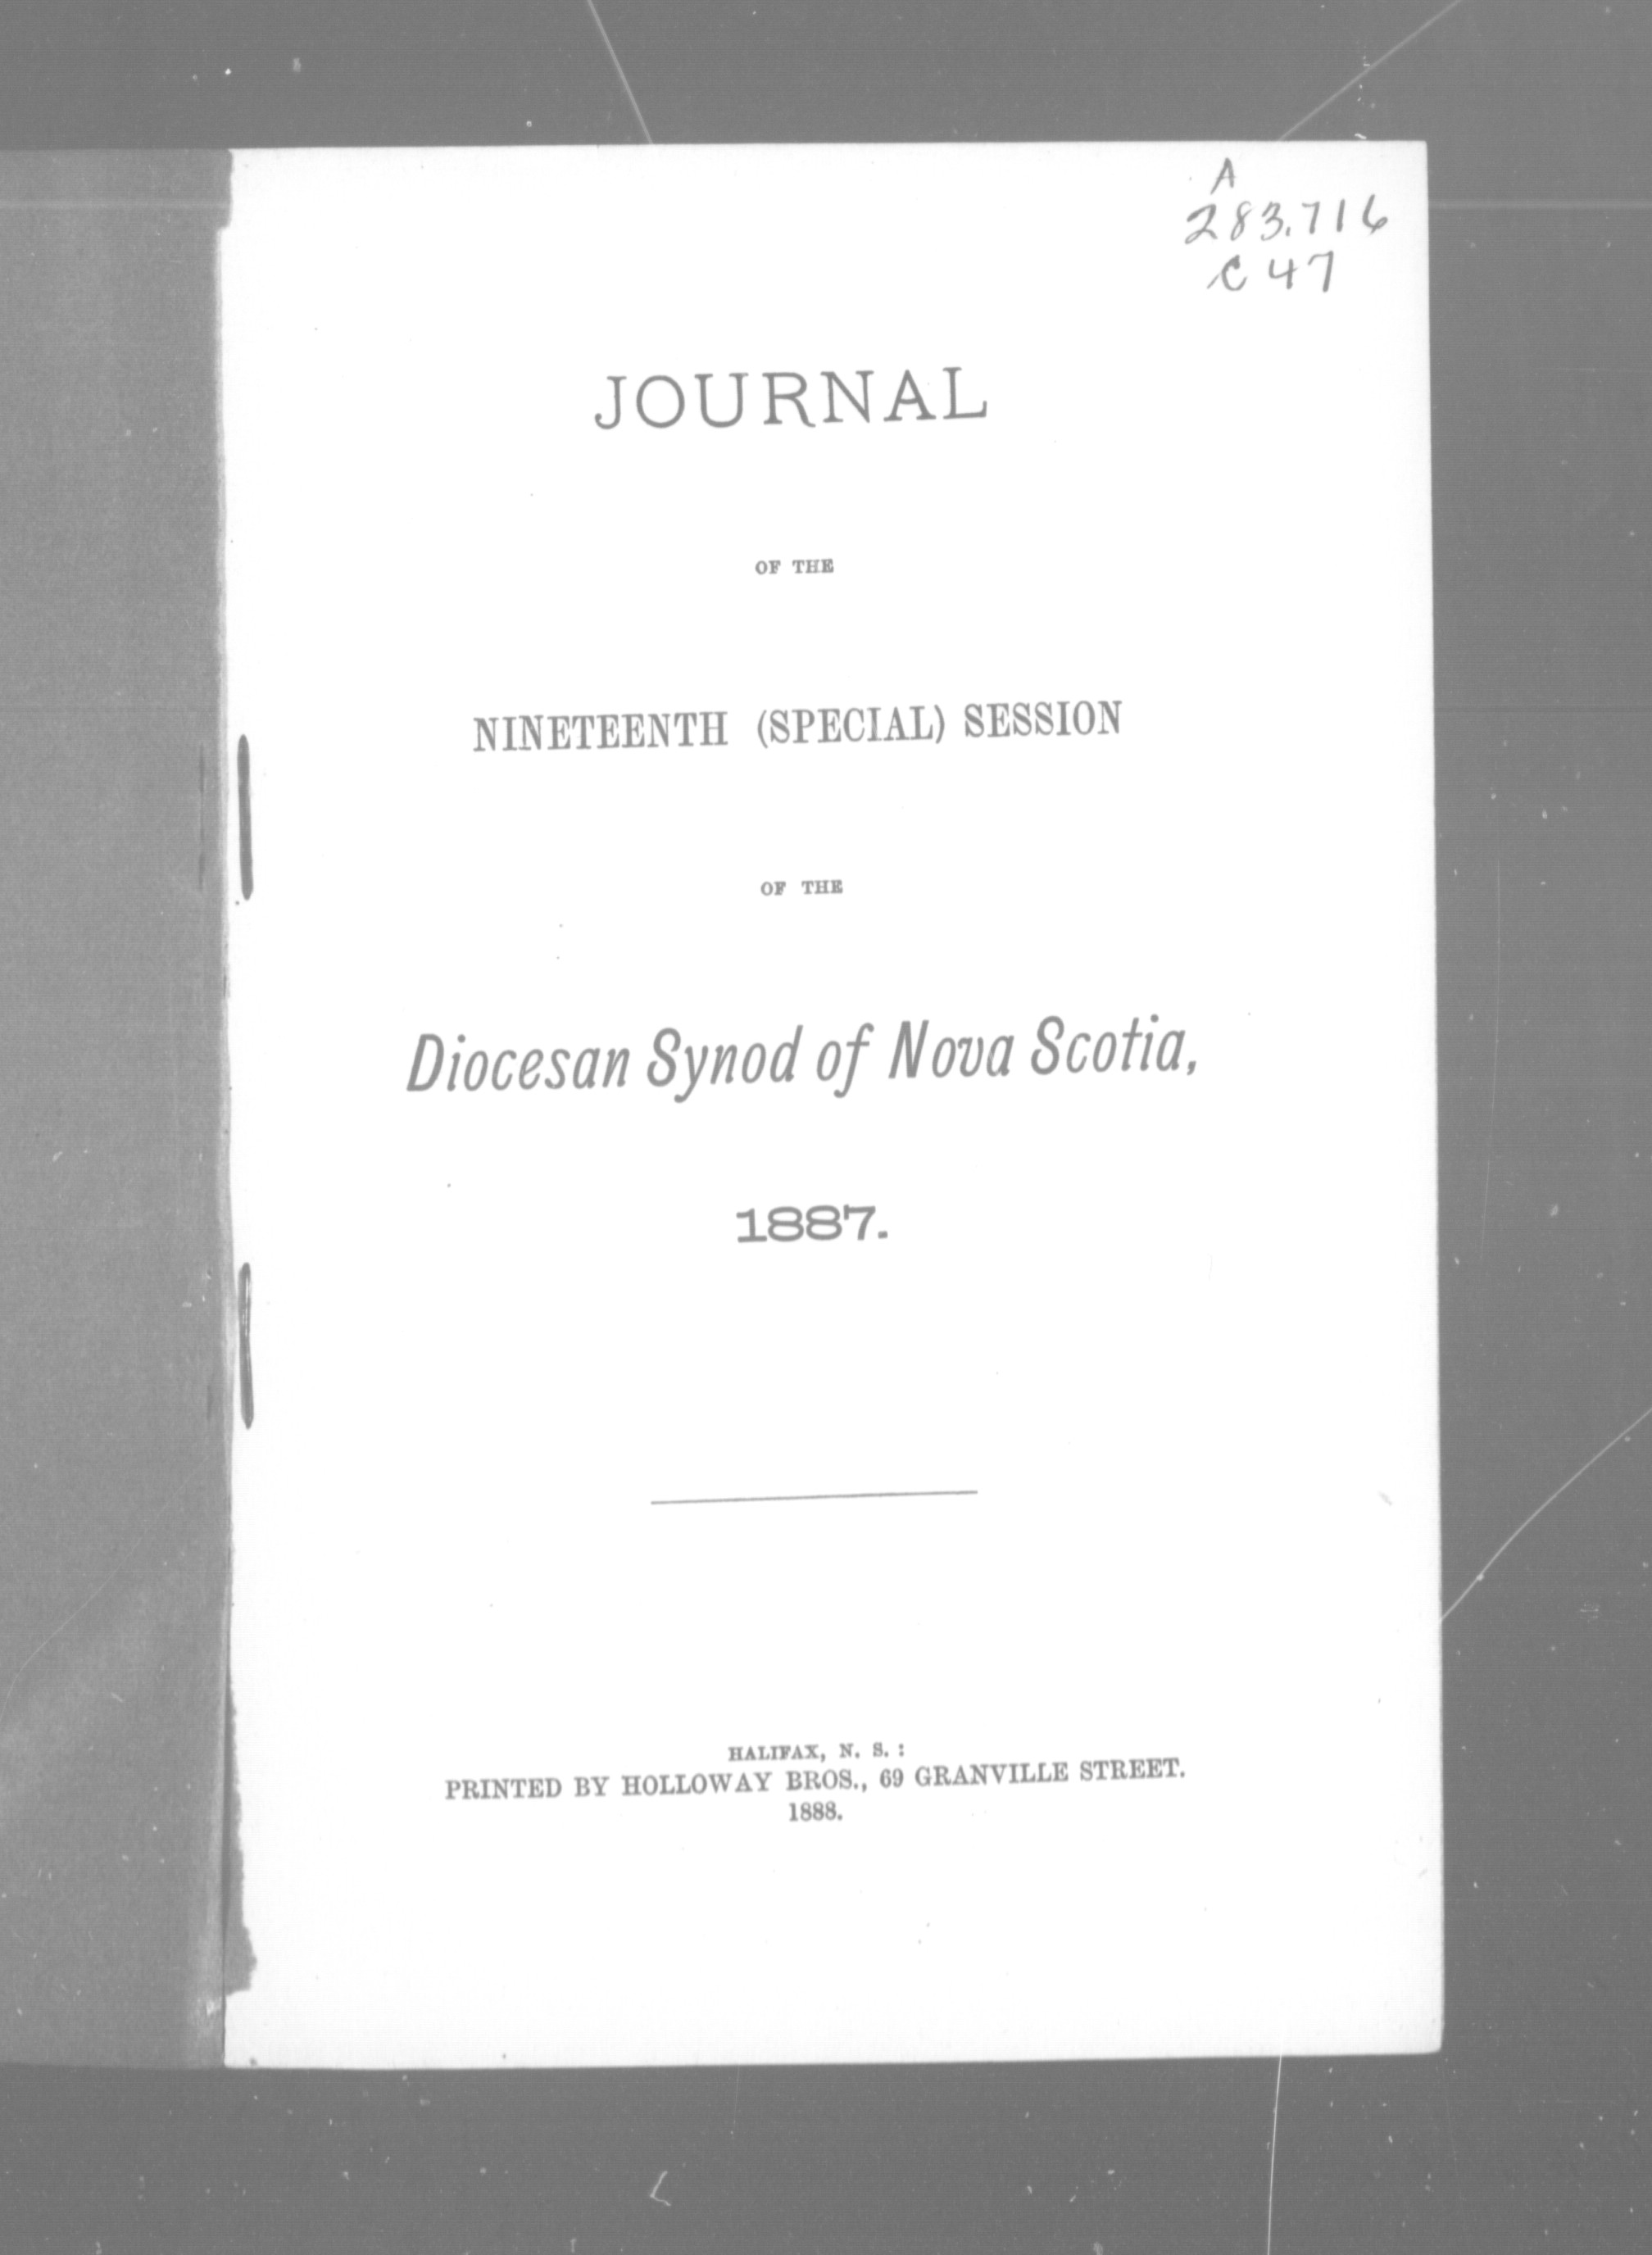 A
283.716
C47
JOURNAL
OF THE
NINETEENTH (SPECIAL) SESSION
OF THE
Diocesan Synod of Nova Scotia,
1887.
HALIFAX, N. S. :
PRINTED BY HOLLOWAY BROS., 69 GRANVILLE STREET.
1888.